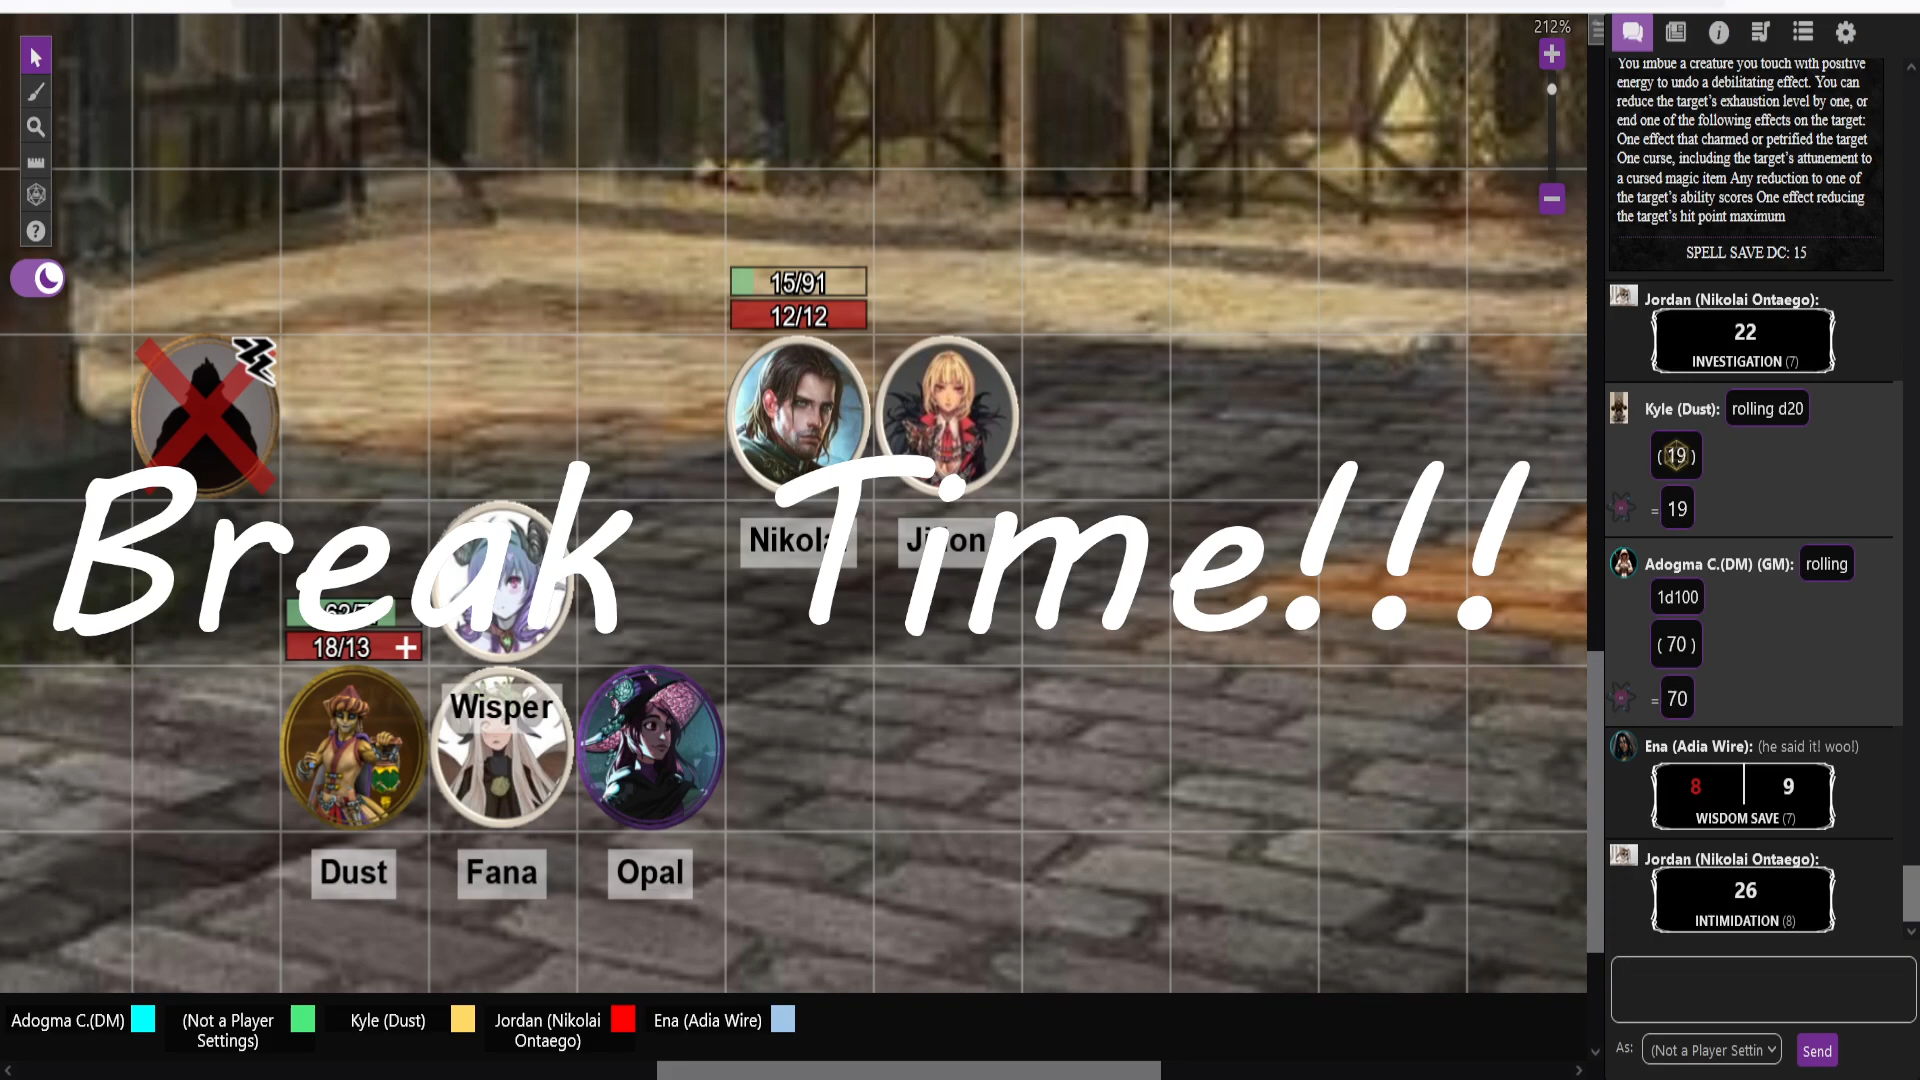 212%
15/91
12/12
Nikol
J
on
Break Time!!!
18/13
Wisper
Dust
Fana
Opal
Adogma C.(DM)
(Not a Player Settings)
Kyle (Dust)
Jordan (Nikolai Ontaego)
Ena (Adia Wire)
You imbue a creature you touch with positive
energy to undo a debilitating effect. You can
reduce the target’s exhaustion level by one, or
end one of the following effects on the target:
One effect that charmed or petrified the target
One curse, including the target’s attunement to
a cursed magic item Any reduction to one of
the target’s ability scores One effect reducing
the target’s hit point maximum
SPELL SAVE DC: 15
Jordan (Nikolai Ontaego):
22
INVESTIGATION (7)
Kyle (Dust): rolling d20
(19)
=19
Adogma C.(DM) (GM): rolling
1d100
(70)
=70
Ena (Adia Wire): (he said it! woo!)
8 9
WISDOM SAVE (7)
Jordan (Nikolai Ontaego):
26
INTIMIDATION (8)
As: (Not a Player Settin
Send